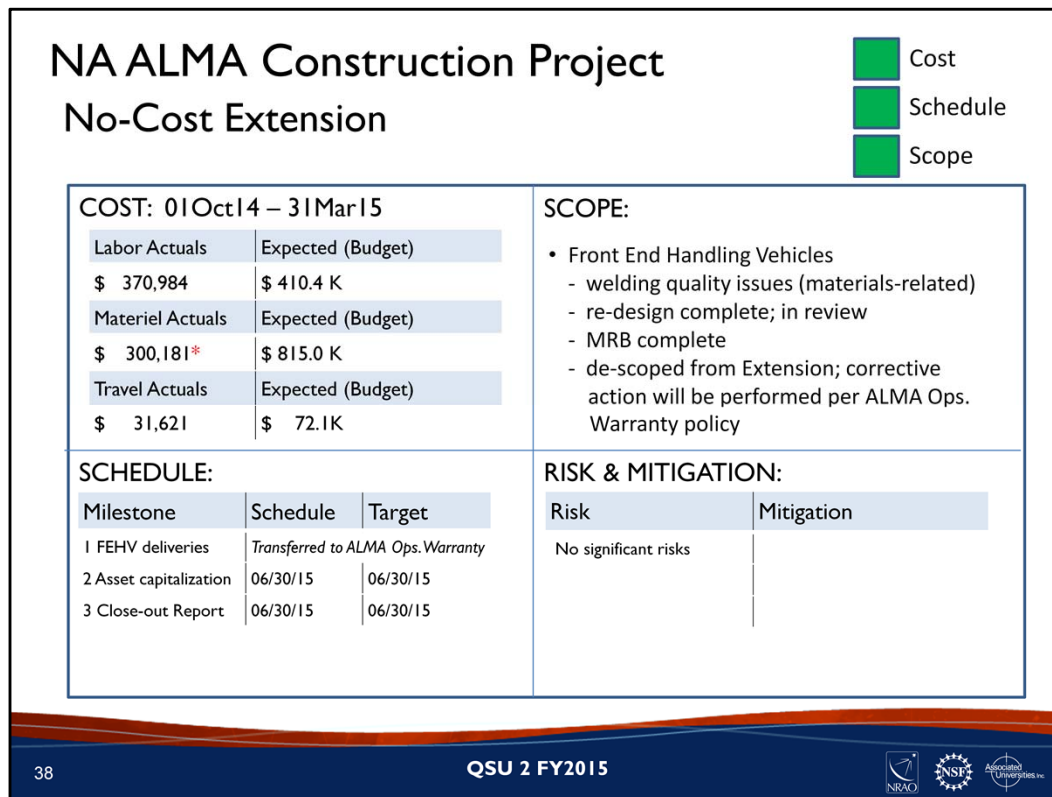 NA ALMA Construction Project
No-Cost Extension
Cost
Schedule
Scope
COST: 01Oct14 – 31Mar15
Labor Actuals Expected (Budget)
$ 370,984 $ 410.4 K
Materiel Actuals Expected (Budget)
$ 300,181* $ 815.0 K
Travel Actuals Expected (Budget)
$ 31,621 $ 72.1K
SCOPE:
• Front End Handling Vehicles
- welding quality issues (materials-related)
- re-design complete; in review
- MRB complete
- de-scoped from Extension; corrective
action will be performed per ALMA Ops.
Warranty policy
SCHEDULE:
Milestone Schedule Target
1 FEHV deliveries Transferred to ALMA Ops. Warranty
2 Asset capitalization 06/30/15 06/30/15
3 Close-out Report 06/30/15 06/30/15
RISK & MITIGATION:
Risk Mitigation
No significant risks
38
QSU 2 FY2015
NRAO
NSF
Associated
Universities, Inc.